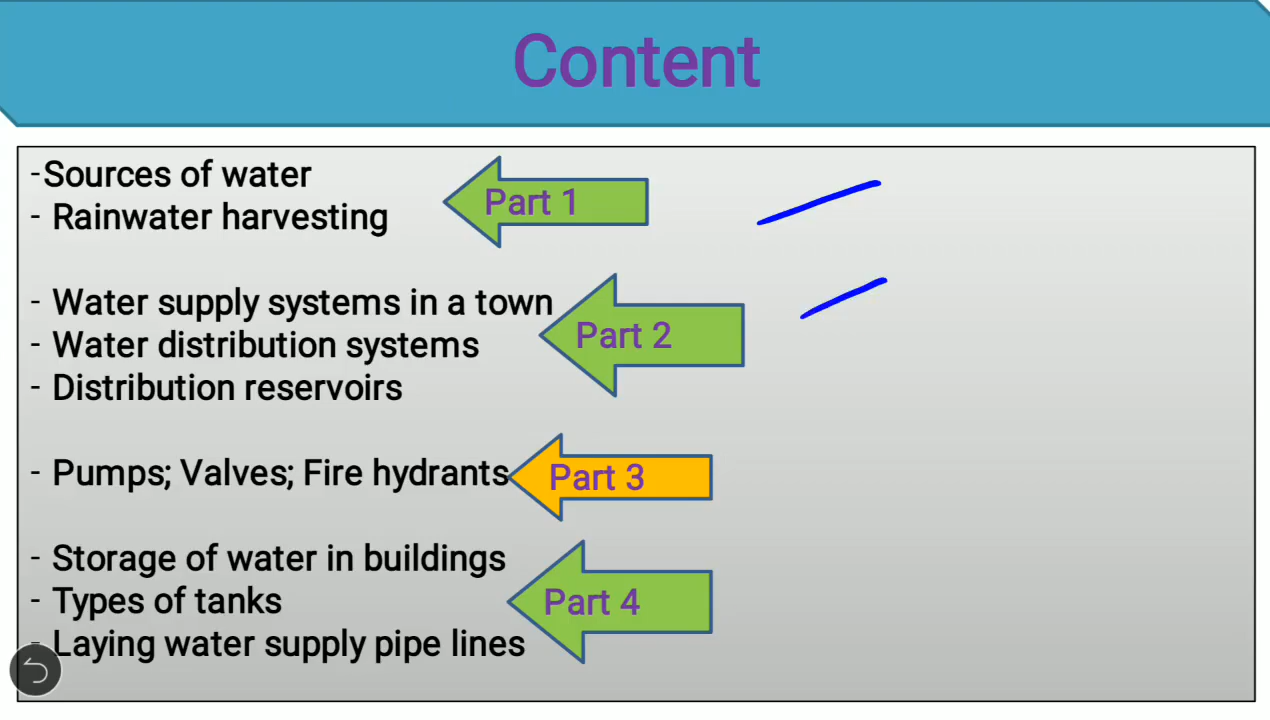 Content
-Sources of water
- Rainwater harvesting
Part 1
- Water supply systems in a town
- Water distribution systems
- Distribution reservoirs
Part 2
- Pumps; Valves; Fire hydrants
Part 3
- Storage of water in buildings
- Types of tanks
- Laying water supply pipe lines
Part 4